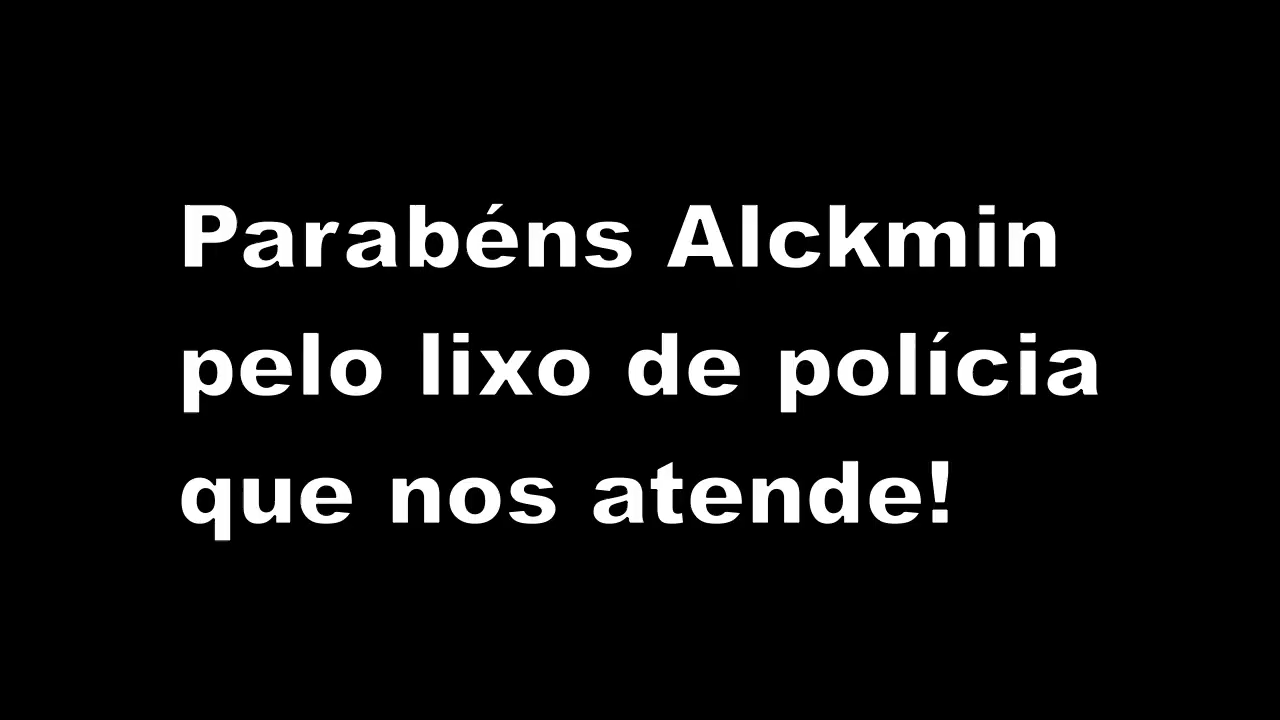 Parabéns Alckmin
pelo lixo de polícia
que nos atende!